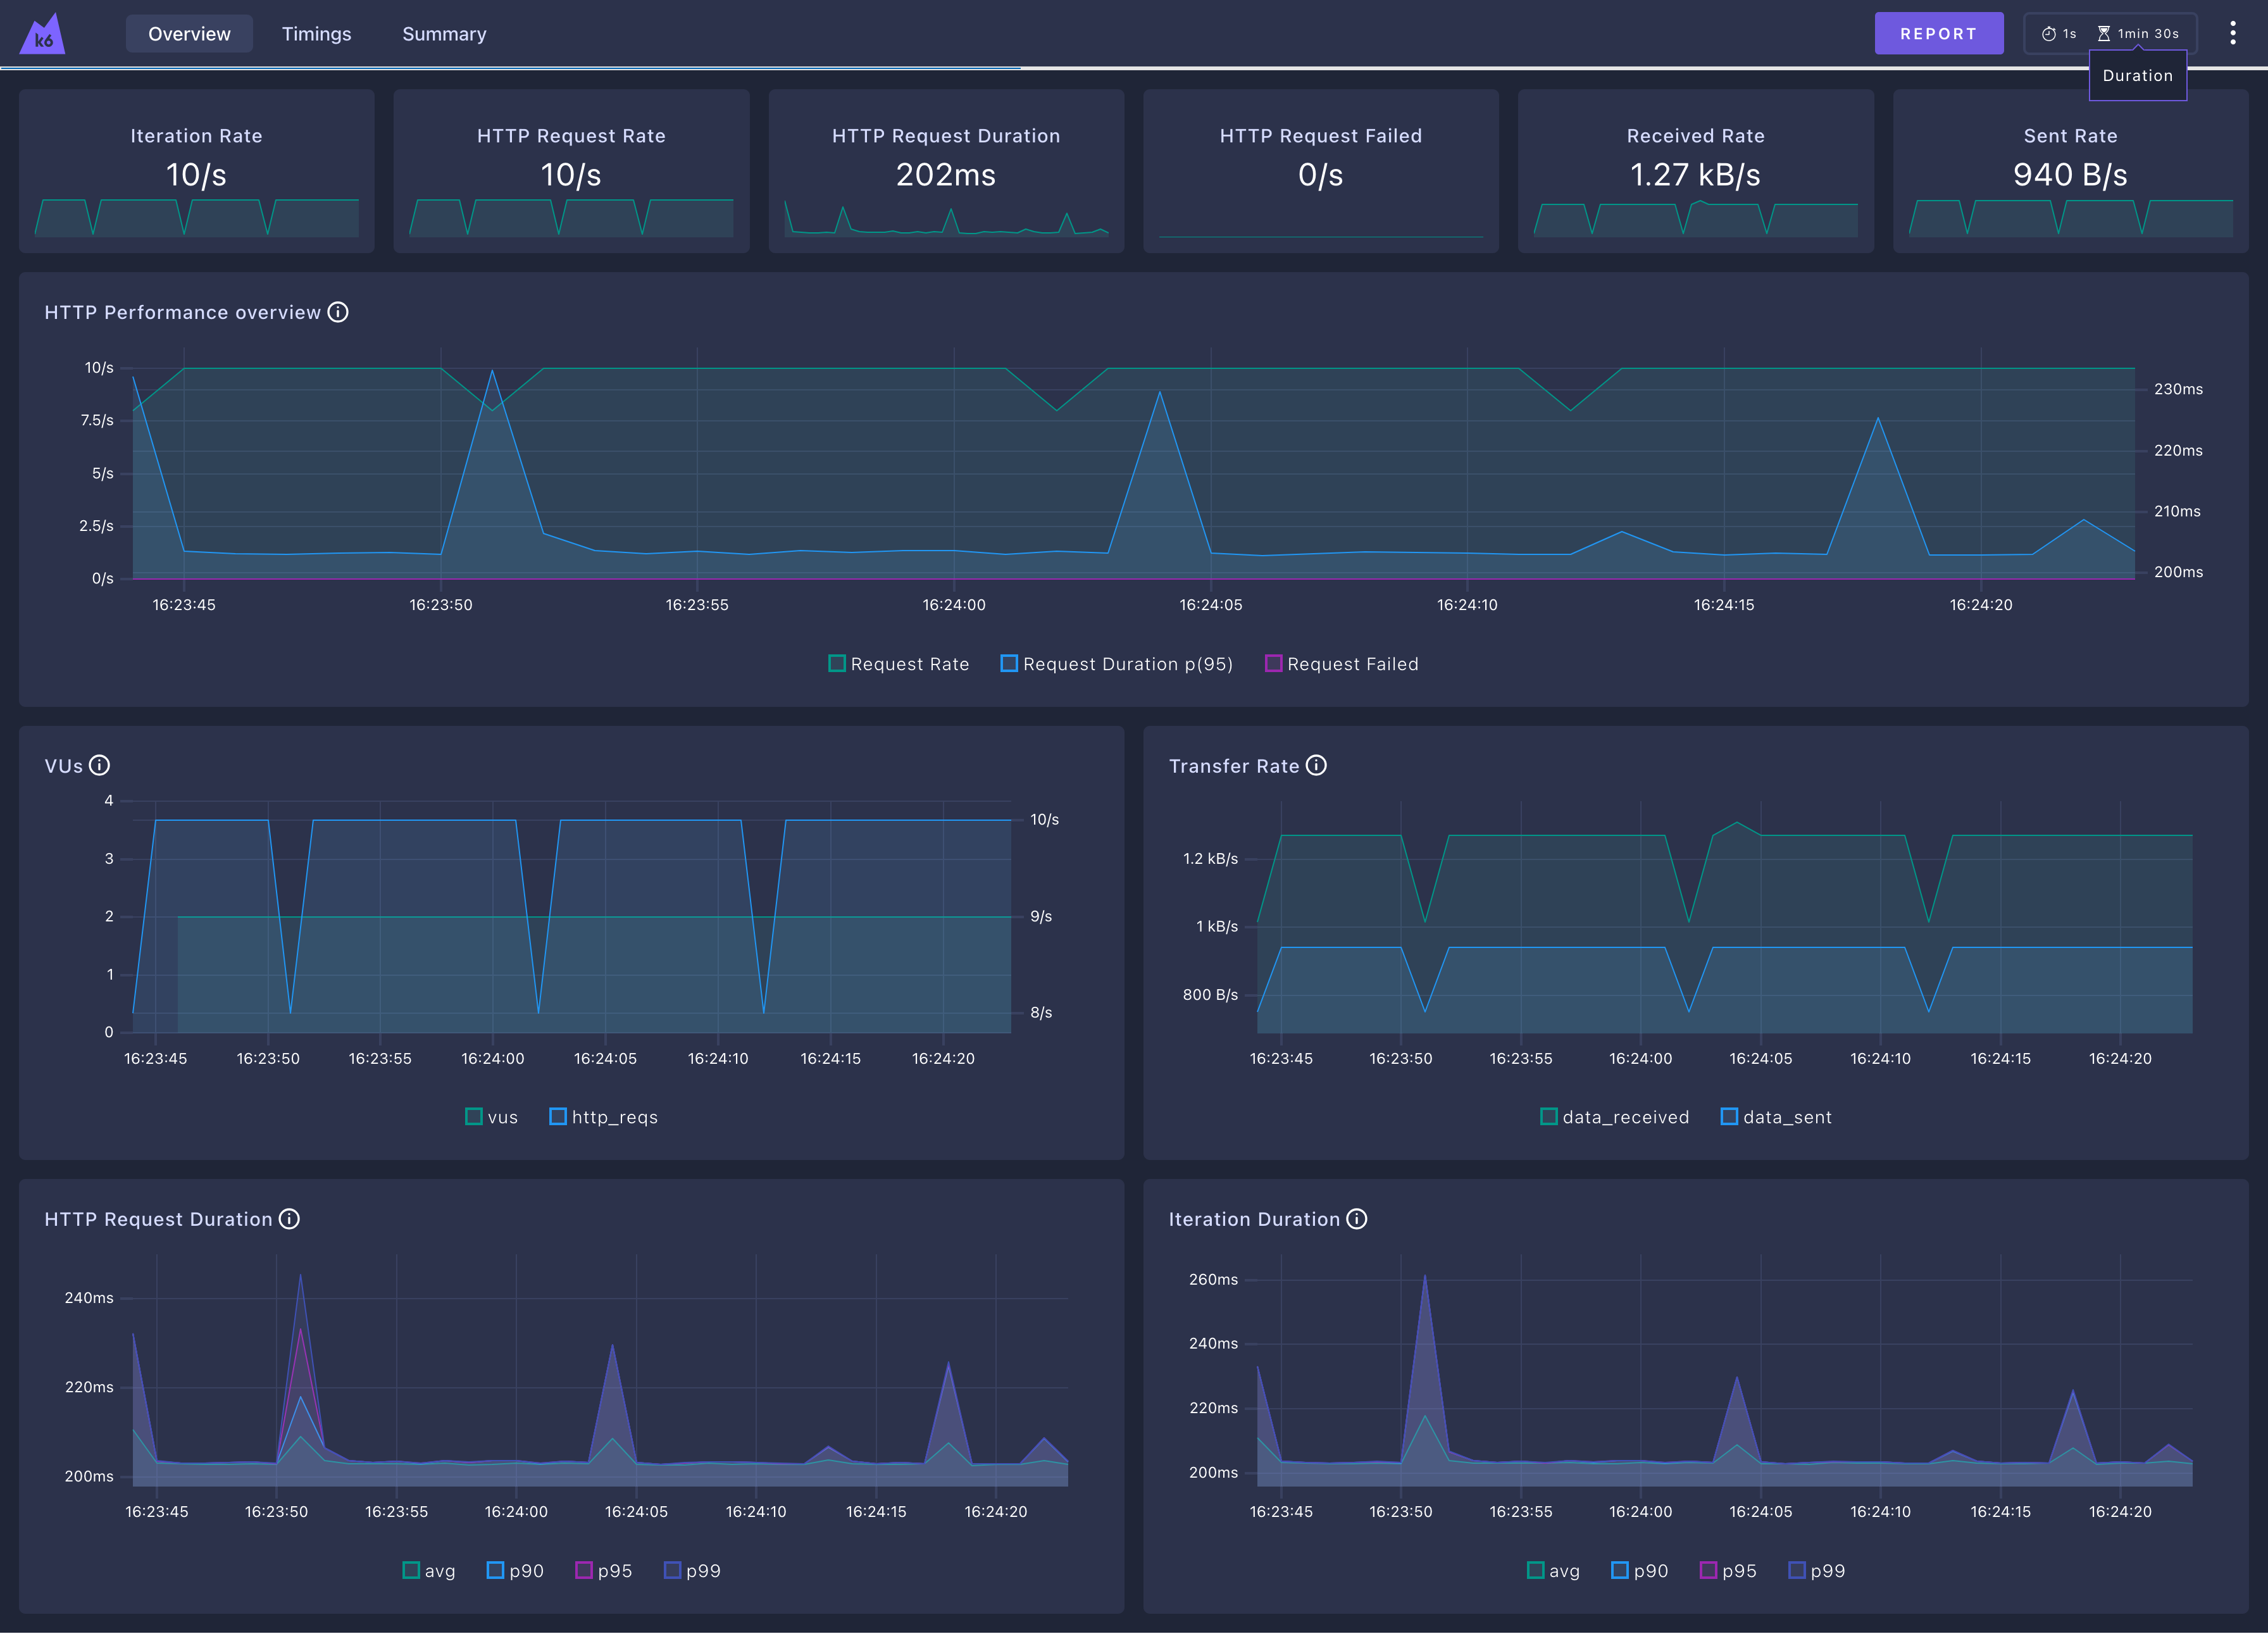 k6 Overview Timings Summary REPORT 1s 1min 30s
Duration
Iteration Rate
10/s
HTTP Request Rate
10/s
HTTP Request Duration
202ms
HTTP Request Failed
0/s
Received Rate
1.27 kB/s
Sent Rate
940 B/s
HTTP Performance overview
10/s
7.5/s
5/s
2.5/s
0/s
230ms
220ms
210ms
200ms
16:23:45 16:23:50 16:23:55 16:24:00 16:24:05 16:24:10 16:24:15 16:24:20
Request Rate Request Duration p(95) Request Failed
VUs
4
3
2
1
0
10/s
9/s
8/s
16:23:45 16:23:50 16:23:55 16:24:00 16:24:05 16:24:10 16:24:15 16:24:20
vus http_reqs
Transfer Rate
1.2 kB/s
1 kB/s
800 B/s
16:23:45 16:23:50 16:23:55 16:24:00 16:24:05 16:24:10 16:24:15 16:24:20
data_received data_sent
HTTP Request Duration
240ms
220ms
200ms
16:23:45 16:23:50 16:23:55 16:24:00 16:24:05 16:24:10 16:24:15 16:24:20
avg p90 p95 p99
Iteration Duration
260ms
240ms
220ms
200ms
16:23:45 16:23:50 16:23:55 16:24:00 16:24:05 16:24:10 16:24:15 16:24:20
avg p90 p95 p99